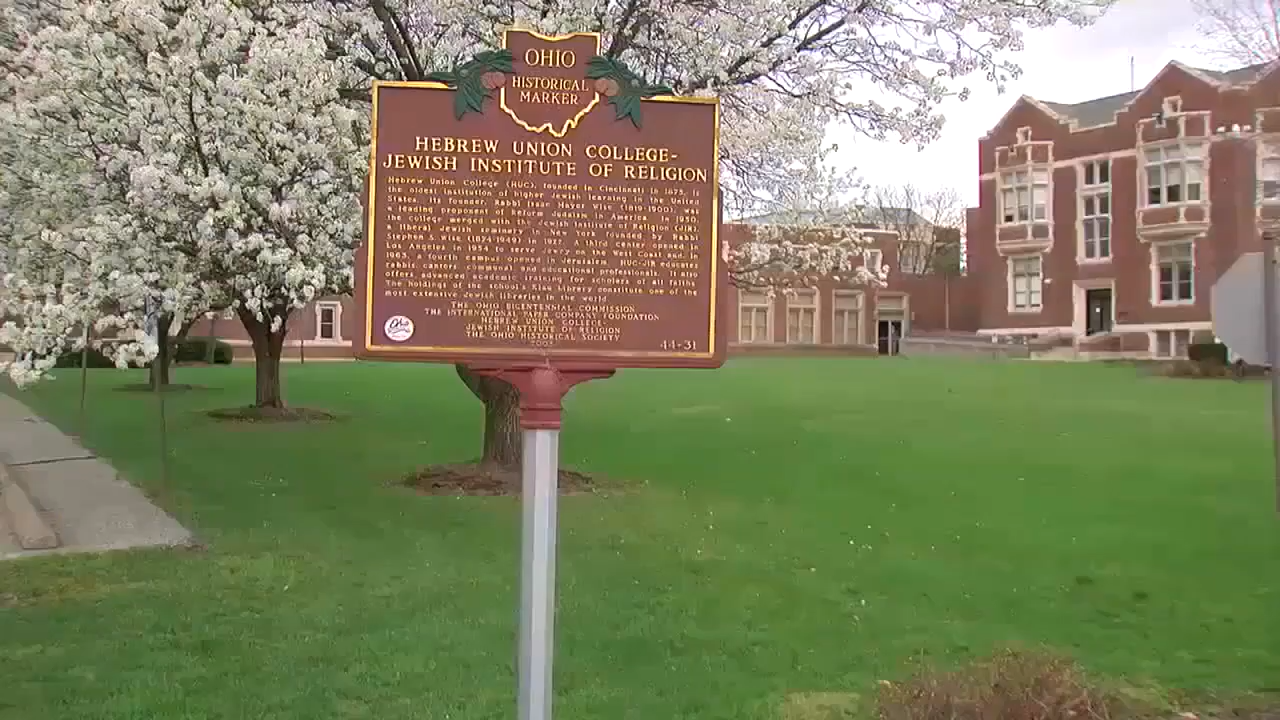 OHIO
HISTORICAL
MARKER
HEBREW UNION COLLEGE-
JEWISH INSTITUTE OF RELIGION
Hebrew Union College (HUC), founded in Cincinnati in 1875, is
the oldest institution of higher Jewish learning in the United
States. Its founder, Rabbi Isaac Mayer Wise (1819-1900), was
a leading proponent of Reform Judaism in America. In 1950,
the college merged with the Jewish Institute of Religion (JIR),
a liberal Jewish seminary in New York founded by Rabbi
Stephen S. Wise (1874-1949) in 1922. A third center opened in
Los Angeles in 1954 to serve Jewry on the West Coast and, in
1963, a fourth campus opened in Jerusalem. HUC-JIR educates
rabbis, cantors, communal and educational professionals. It also
offers advanced academic training for scholars of all faiths.
The holdings of the school's Klau Library constitute one of the
most extensive Jewish libraries in the world.
THE OHIO BICENTENNIAL COMMISSION
THE INTERNATIONAL PAPER COMPANY FOUNDATION
HEBREW UNION COLLEGE-
JEWISH INSTITUTE OF RELIGION
THE OHIO HISTORICAL SOCIETY
2003
44-31